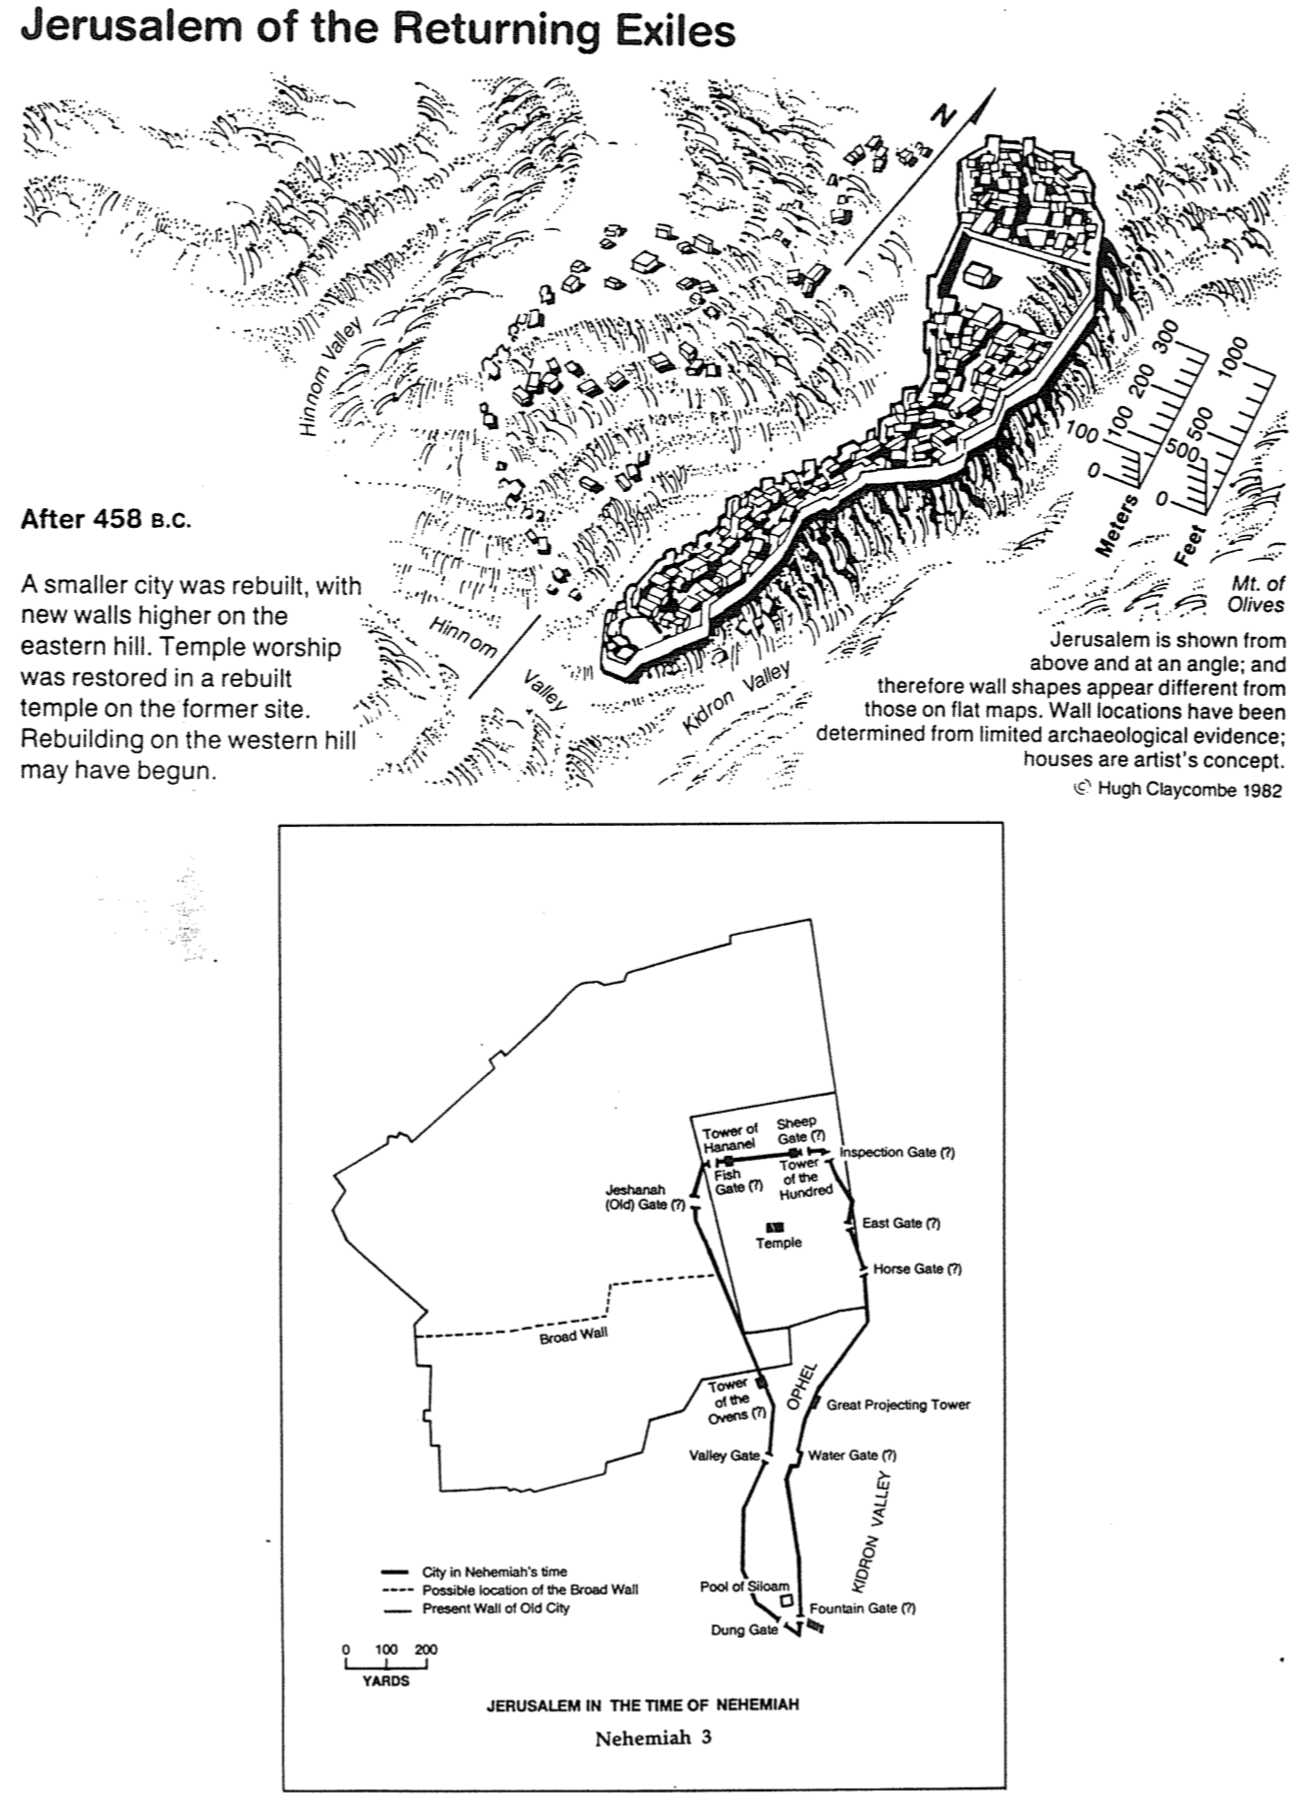 Jerusalem of the Returning Exiles
N
Hinnom Valley
300
200
100
100
0
Meters
1000
500
500
0
Feet
After 458 B.C.
A smaller city was rebuilt, with
new walls higher on the
eastern hill. Temple worship
was restored in a rebuilt
temple on the former site.
Rebuilding on the western hill
may have begun.
Hinnom
Valley
Kidron Valley
Mt. of
Olives
Jerusalem is shown from
above and at an angle; and
therefore wall shapes appear different from
those on flat maps. Wall locations have been
determined from limited archaeological evidence;
houses are artist's concept.
© Hugh Claycombe 1982
Tower of
Hananel
Sheep
Gate (?)
Inspection Gate (?)
Fish
Gate (?)
Tower
of the
Hundred
Jeshanah
(Old) Gate (?)
East Gate (?)
Temple
Horse Gate (?)
Broad Wall
Tower
of the
Ovens (?)
OPHEL
Great Projecting Tower
Valley Gate
Water Gate (?)
KIDRON VALLEY
City in Nehemiah's time
Possible location of the Broad Wall
Present Wall of Old City
Pool of Siloam
Fountain Gate (?)
Dung Gate
0 100 200
YARDS
JERUSALEM IN THE TIME OF NEHEMIAH
Nehemiah 3